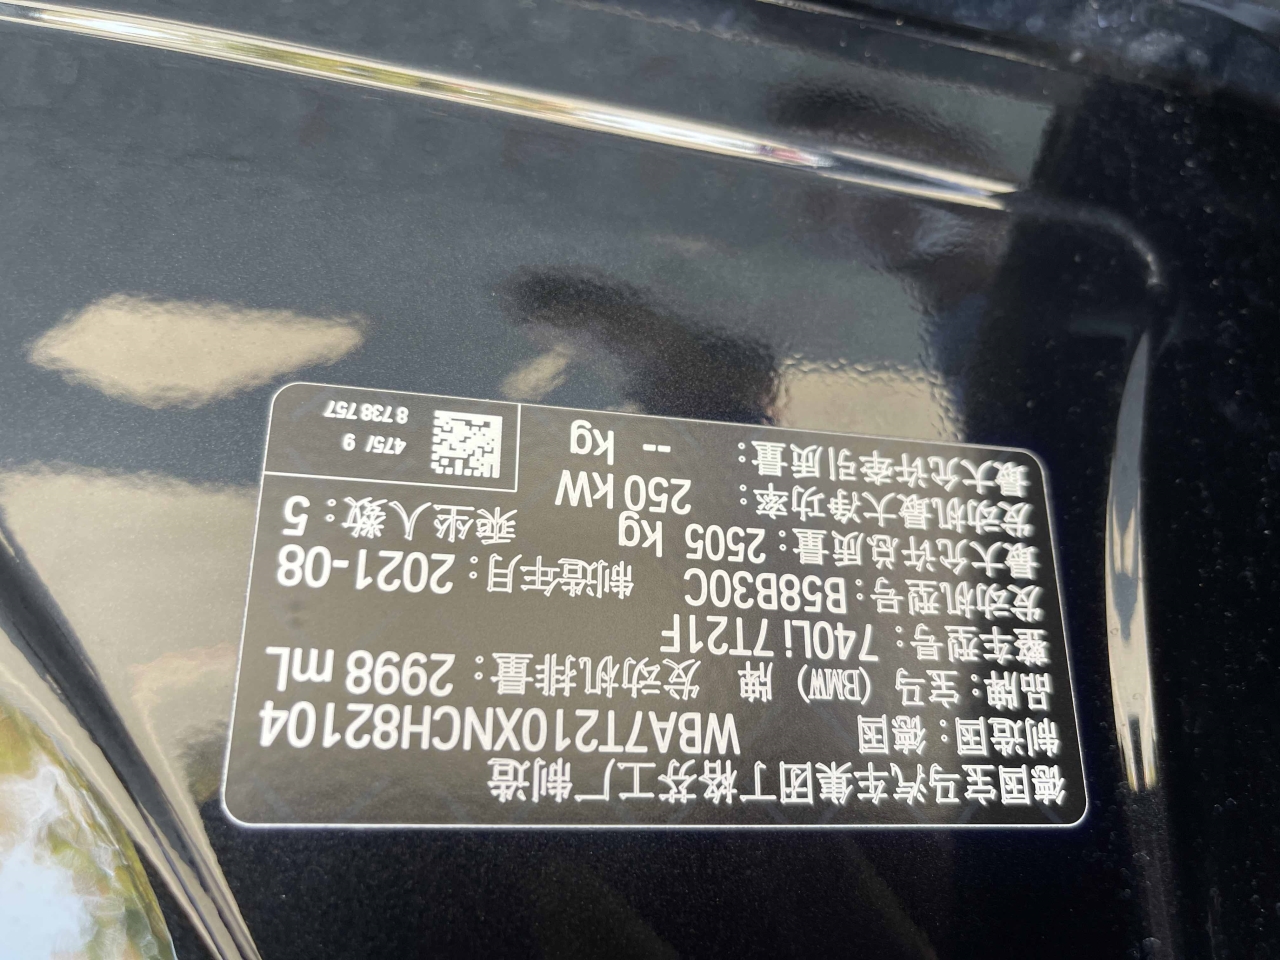 德国宝马汽车集团丁格芬工厂制造
制造国：德国 WBA7T210XNCH82104
品牌：宝马（BMW）牌 发动机排量：2998 mL
整车型号：740Li 7T21F
发动机型号：B58B30C 制造年月：2021-08
最大允许总质量：2505 kg 乘坐人数：5
发动机最大净功率： 250 kW
最大允许牵引质量： -- kg
475/ 9
8 738 757